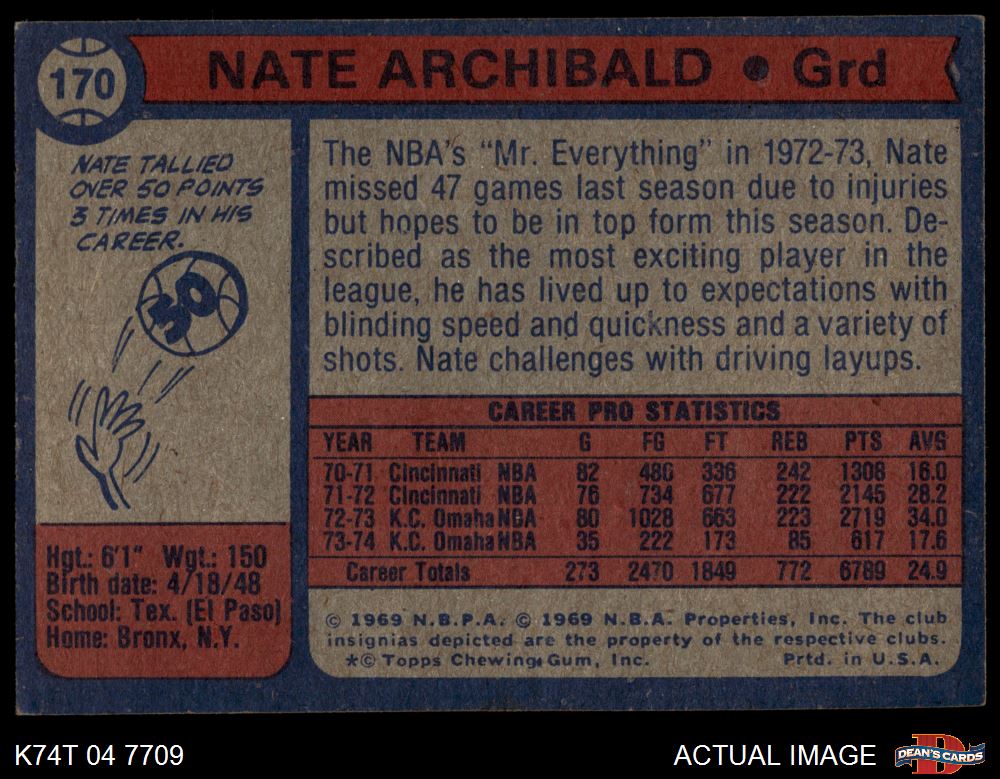 170
NATE ARCHIBALD • Grd
NATE TALLIED
OVER 50 POINTS
3 TIMES IN HIS
CAREER.
50
The NBA's "Mr. Everything" in 1972-73, Nate
missed 47 games last season due to injuries
but hopes to be in top form this season. De-
scribed as the most exciting player in the
league, he has lived up to expectations with
blinding speed and quickness and a variety of
shots. Nate challenges with driving layups.
CAREER PRO STATISTICS
YEAR TEAM G FG FT REB PTS AVG
70-71 Cincinnati NBA 82 486 336 242 1308 16.0
71-72 Cincinnati NBA 76 734 677 222 2145 28.2
72-73 K.C. Omaha NBA 80 1028 663 223 2719 34.0
73-74 K.C. Omaha NBA 35 222 173 85 617 17.6
Career Totals 273 2470 1849 772 6789 24.9
Hgt.: 6'1" Wgt.: 150
Birth date: 4/18/48
School: Tex. (El Paso)
Home: Bronx, N.Y.
© 1969 N.B.P.A. © 1969 N.B.A. Properties, Inc. The club
insignias depicted are the property of the respective clubs.
*© Topps Chewing Gum, Inc. Prtd. in U.S.A.
K74T 04 7709
ACTUAL IMAGE
D
DEAN'S CARDS